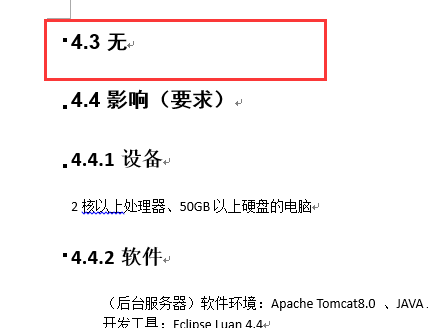 4.3 无
4.4 影响（要求）
4.4.1 设备
2 核以上处理器、50GB 以上硬盘的电脑
4.4.2 软件
（后台服务器）软件环境：Apache Tomcat8.0 、JAVA .
开发工具：Eclipse Luan 4.4